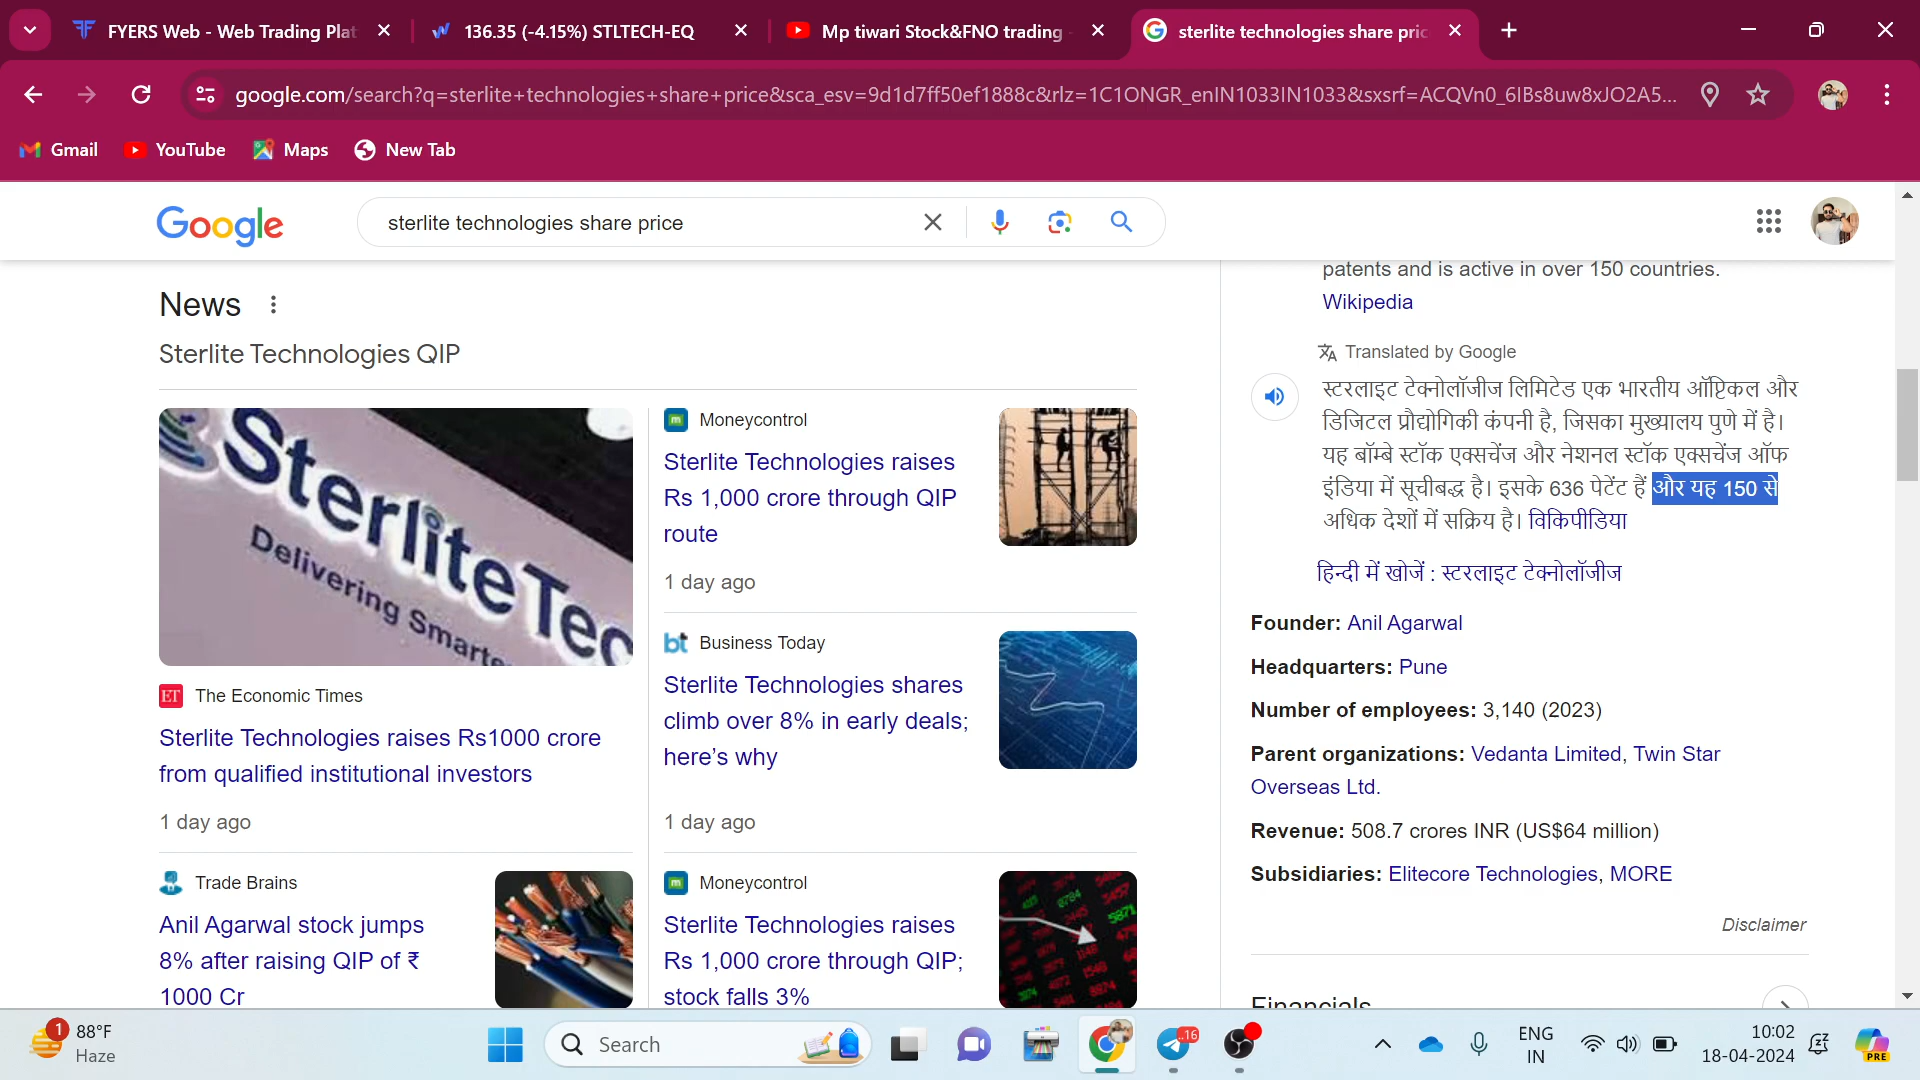 FYERS Web - Web Trading Plat
136.35 (-4.15%) STLTECH-EQ
Mp tiwari Stock&FNO trading -
sterlite technologies share pric
google.com/search?q=sterlite+technologies+share+price&sca_esv=9d1d7ff50ef1888c&rlz=1C1ONGR_enIN1033IN1033&sxsrf=ACQVn0_6IBs8uw8xJO2A5...
Gmail
YouTube
Maps
New Tab
Google
sterlite technologies share price
News
Sterlite Technologies QIP
Sterlite Tec
Delivering Smarte
ET The Economic Times
Sterlite Technologies raises Rs1000 crore
from qualified institutional investors
1 day ago
Trade Brains
Anil Agarwal stock jumps
8% after raising QIP of ₹
1000 Cr
m Moneycontrol
Sterlite Technologies raises
Rs 1,000 crore through QIP
route
1 day ago
bt Business Today
Sterlite Technologies shares
climb over 8% in early deals;
here's why
1 day ago
m Moneycontrol
Sterlite Technologies raises
Rs 1,000 crore through QIP;
stock falls 3%
patents and is active in over 150 countries.
Wikipedia
Translated by Google
स्टरलाइट टेक्नोलॉजीज लिमिटेड एक भारतीय ऑप्टिकल और
डिजिटल प्रौद्योगिकी कंपनी है, जिसका मुख्यालय पुणे में है।
यह बॉम्बे स्टॉक एक्सचेंज और नेशनल स्टॉक एक्सचेंज ऑफ
इंडिया में सूचीबद्ध है। इसके 636 पेटेंट हैं और यह 150 से
अधिक देशों में सक्रिय है। विकिपीडिया
हिन्दी में खोजें : स्टरलाइट टेक्नोलॉजीज
Founder: Anil Agarwal
Headquarters: Pune
Number of employees: 3,140 (2023)
Parent organizations: Vedanta Limited, Twin Star
Overseas Ltd.
Revenue: 508.7 crores INR (US$64 million)
Subsidiaries: Elitecore Technologies, MORE
Disclaimer
Financials
1
88°F
Haze
Search
16
ENG
IN
10:02
18-04-2024
PRE